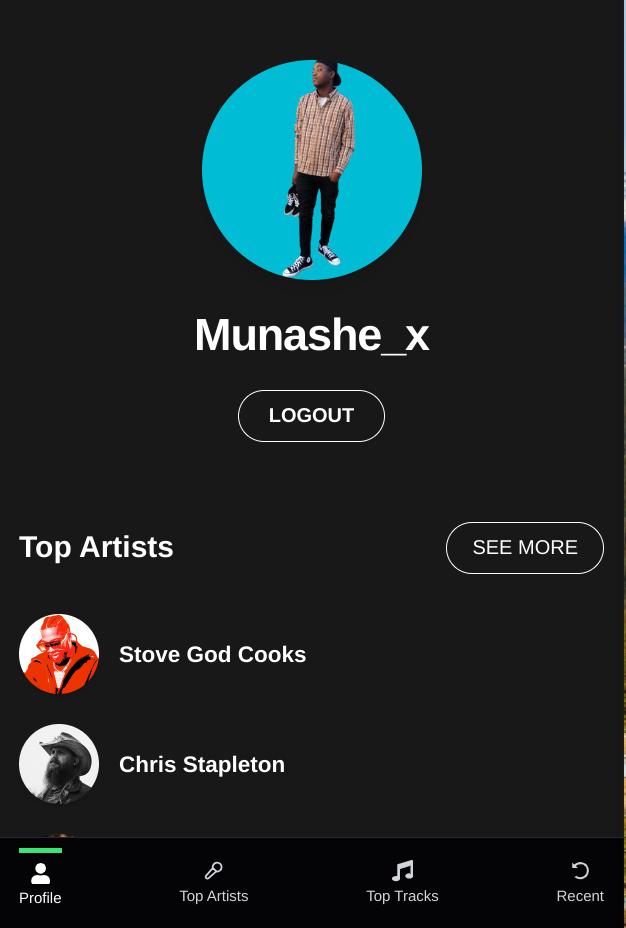 Munashe_x
LOGOUT
Top Artists
SEE MORE
Stove God Cooks
Chris Stapleton
Profile
Top Artists
Top Tracks
Recent